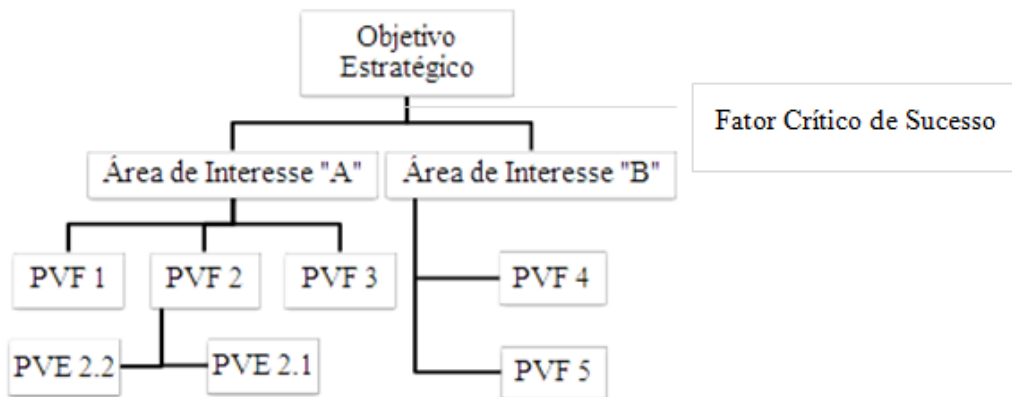 Objetivo
Estratégico
Fator Crítico de Sucesso
Área de Interesse "A"
Área de Interesse "B"
PVF 1
PVF 2
PVF 3
PVF 4
PVE 2.2
PVE 2.1
PVF 5